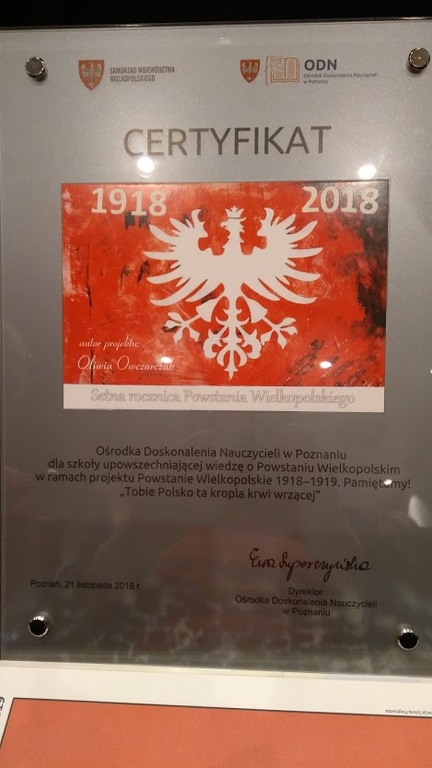 SAMORZĄD WOJEWÓDZTWA
WIELKOPOLSKIEGO
ODN
Ośrodek Doskonalenia Nauczycieli
w Poznaniu
CERTYFIKAT
1918 2018
autor projektu:
Oliwia Owczarczak
Setna rocznica Powstania Wielkopolskiego
Ośrodka Doskonalenia Nauczycieli w Poznaniu
dla szkoły upowszechniającej wiedzę o Powstaniu Wielkopolskim
w ramach projektu Powstanie Wielkopolskie 1918–1919. Pamiętamy!
„Tobie Polsko ta kropla krwi wrzącej”
Ewa
Poznań, 21 listopada 2018 r.
Dyrektor
Ośrodka Doskonalenia Nauczycieli
w Poznaniu